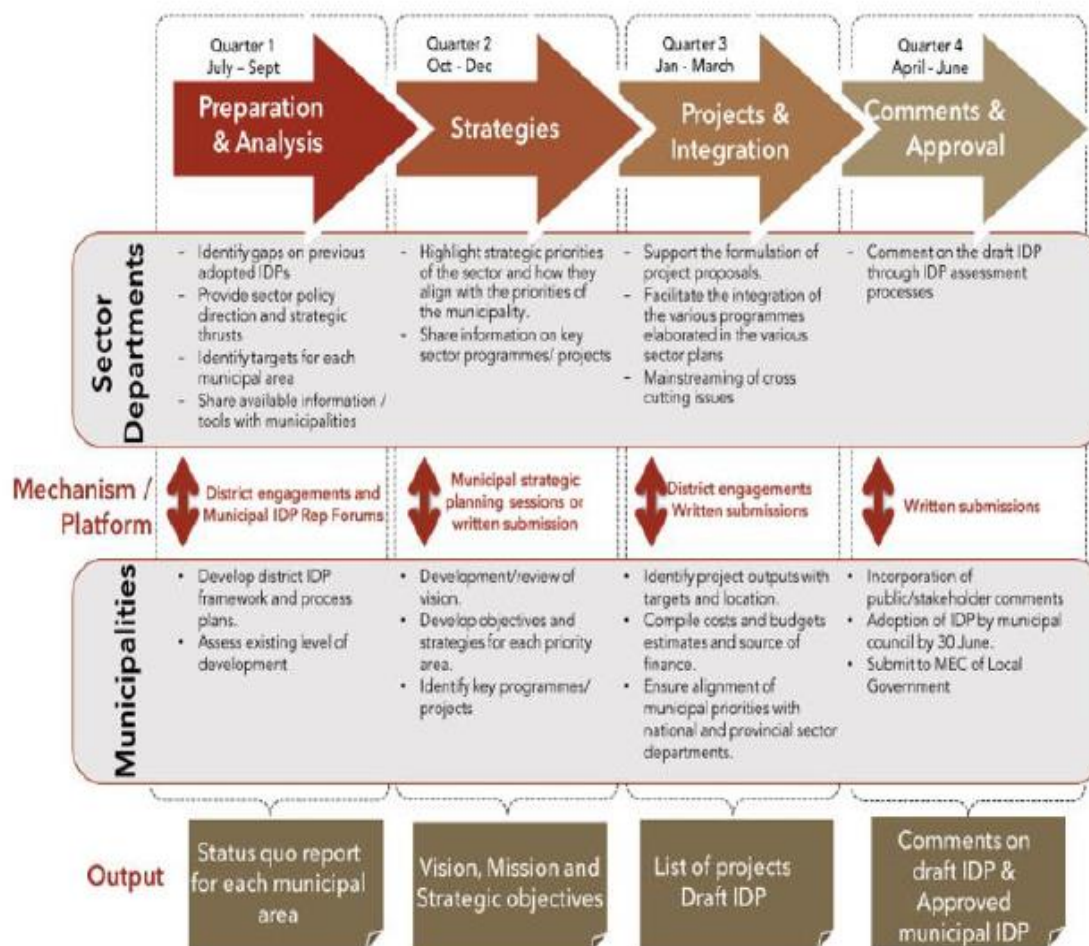 Quarter 1
July – Sept
Preparation
& Analysis
Quarter 2
Oct - Dec
Strategies
Quarter 3
Jan - March
Projects &
Integration
Quarter 4
April - June
Comments &
Approval
Sector
Departments
– Identify gaps on previous
adopted IDPs
– Provide sector policy
direction and strategic
thrusts
– Identify targets for each
municipal area
– Share available information /
tools with municipalities
– Highlight strategic priorities
of the sector and how they
align with the priorities of
the municipality.
– Share information on key
sector programmes/ projects
– Support the formulation of
project proposals.
– Facilitate the integration of
the various programmes
elaborated in the various
sector plans
– Mainstreaming of cross
cutting issues
– Comment on the draft IDP
through IDP assessment
processes
Mechanism /
Platform
District engagements and
Municipal IDP Rep Forums
Municipal strategic
planning sessions or
written submission
District engagements
Written submissions
Written submissions
Municipalities
• Develop district IDP
framework and process
plans.
• Assess existing level of
development
• Development/review of
vision.
• Develop objectives and
strategies for each priority
area.
• Identify key programmes/
projects
• Identify project outputs with
targets and location.
• Compile costs and budgets
estimates and source of
finance.
• Ensure alignment of
municipal priorities with
national and provincial sector
departments.
• Incorporation of
public/stakeholder comments
• Adoption of IDP by municipal
council by 30 June.
• Submit to MEC of Local
Government
Output
Status quo report
for each municipal
area
Vision, Mission and
Strategic objectives
List of projects
Draft IDP
Comments on
draft IDP &
Approved
municipal IDP